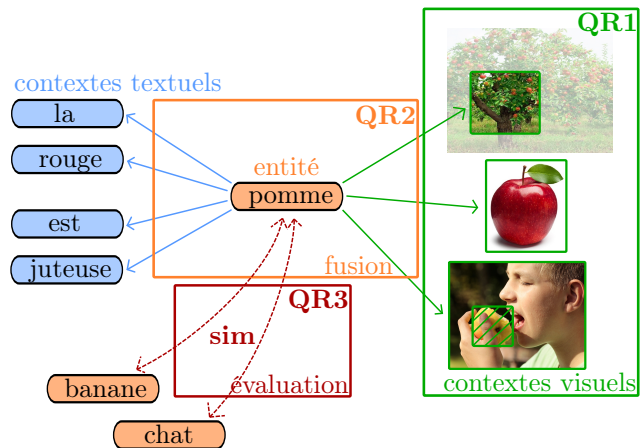 QR1
contextes textuels
la
QR2
rouge
entité
pomme
est
fusion
juteuse
QR3
sim
banane
évaluation
contextes visuels
chat